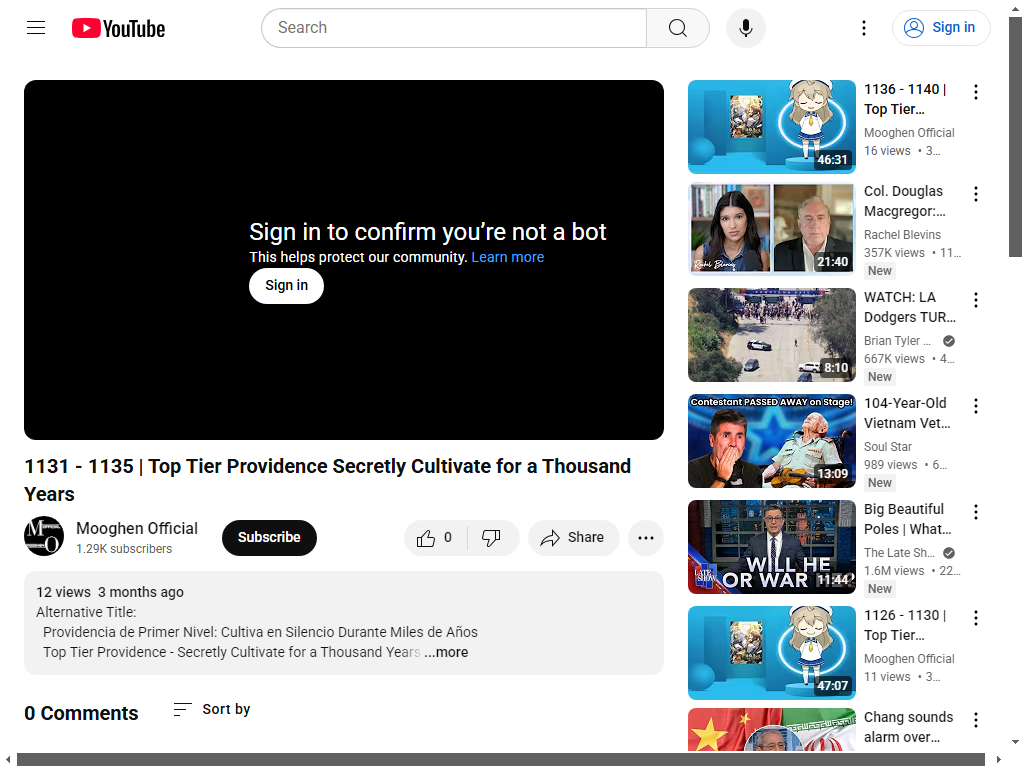 YouTube
Search
Sign in
Sign in to confirm you’re not a bot
This helps protect our community. Learn more
Sign in
1131 - 1135 | Top Tier Providence Secretly Cultivate for a Thousand
Years
Mooghen Official
1.29K subscribers
Subscribe
0
Share
12 views 3 months ago
Alternative Title:
Providencia de Primer Nivel: Cultiva en Silencio Durante Miles de Años
Top Tier Providence - Secretly Cultivate for a Thousand Years ...more
0 Comments
Sort by
46:31
1136 - 1140 |
Top Tier…
Mooghen Official
16 views • 3…
Rachel Blevins
21:40
Col. Douglas
Macgregor:…
Rachel Blevins
357K views • 11…
New
8:10
WATCH: LA
Dodgers TUR…
Brian Tyler …
667K views • 4…
New
Contestant PASSED AWAY on Stage!
13:09
104-Year-Old
Vietnam Vet…
Soul Star
989 views • 6…
New
LATE SHOW
WILL HE
OR WAR HE?
11:44
Big Beautiful
Poles | What…
The Late Sh…
1.6M views • 22…
New
47:07
1126 - 1130 |
Top Tier…
Mooghen Official
11 views • 3…
Chang sounds
alarm over…